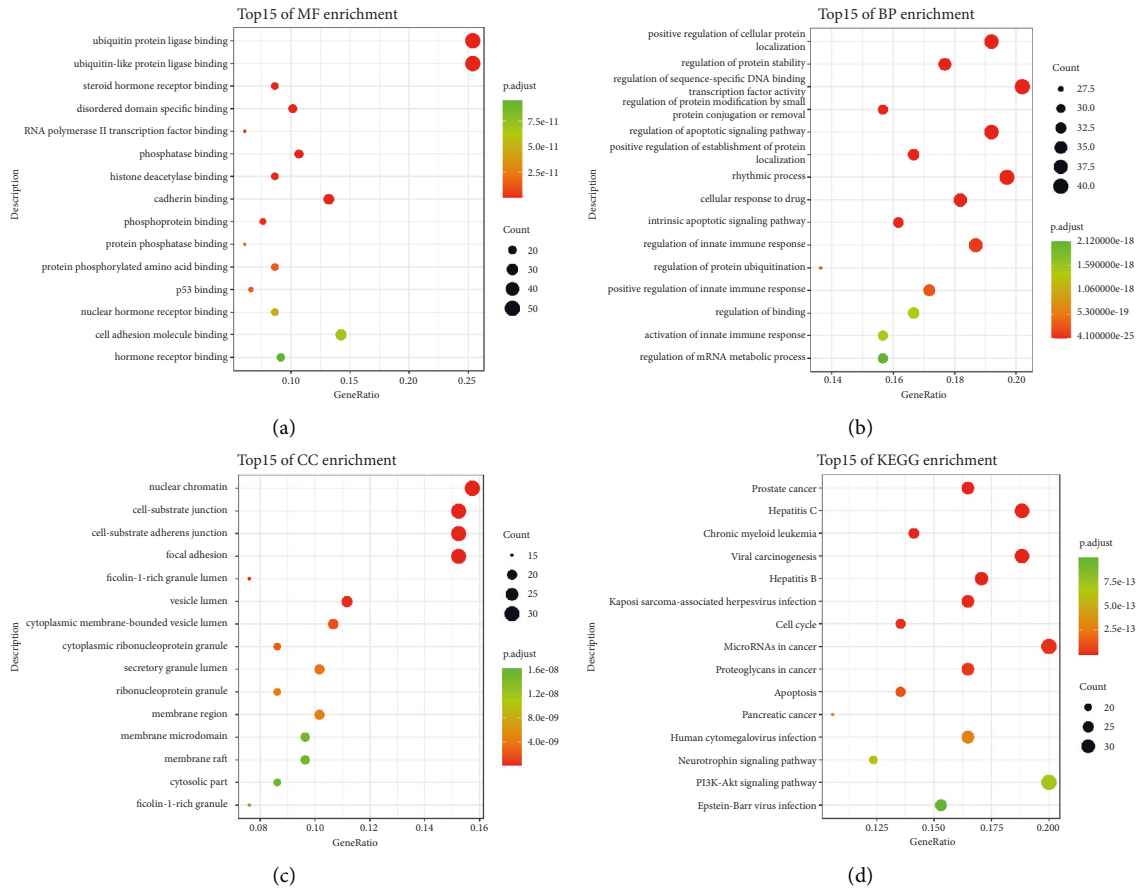 Top15 of MF enrichment
Description
ubiquitin protein ligase binding
ubiquitin-like protein ligase binding
steroid hormone receptor binding
disordered domain specific binding
RNA polymerase II transcription factor binding
phosphatase binding
histone deacetylase binding
cadherin binding
phosphoprotein binding
protein phosphatase binding
protein phosphorylated amino acid binding
p53 binding
nuclear hormone receptor binding
cell adhesion molecule binding
hormone receptor binding
0.10 0.15 0.20 0.25
GeneRatio
p.adjust
7.5e-11
5.0e-11
2.5e-11
Count
20
30
40
50
(a)
Top15 of BP enrichment
Description
positive regulation of cellular protein
localization
regulation of protein stability
regulation of sequence-specific DNA binding
transcription factor activity
regulation of protein modification by small
protein conjugation or removal
regulation of apoptotic signaling pathway
positive regulation of establishment of protein
localization
rhythmic process
cellular response to drug
intrinsic apoptotic signaling pathway
regulation of innate immune response
regulation of protein ubiquitination
positive regulation of innate immune response
regulation of binding
activation of innate immune response
regulation of mRNA metabolic process
0.14 0.16 0.18 0.20
GeneRatio
Count
27.5
30.0
32.5
35.0
37.5
40.0
p.adjust
2.120000e-18
1.590000e-18
1.060000e-18
5.30000e-19
4.100000e-25
(b)
Top15 of CC enrichment
Description
nuclear chromatin
cell-substrate junction
cell-substrate adherens junction
focal adhesion
ficolin-1-rich granule lumen
vesicle lumen
cytoplasmic membrane-bounded vesicle lumen
cytoplasmic ribonucleoprotein granule
secretory granule lumen
ribonucleoprotein granule
membrane region
membrane microdomain
membrane raft
cytosolic part
ficolin-1-rich granule
0.08 0.10 0.12 0.14 0.16
GeneRatio
Count
15
20
25
30
p.adjust
1.6e-08
1.2e-08
8.0e-09
4.0e-09
(c)
Top15 of KEGG enrichment
Description
Prostate cancer
Hepatitis C
Chronic myeloid leukemia
Viral carcinogenesis
Hepatitis B
Kaposi sarcoma-associated herpesvirus infection
Cell cycle
MicroRNAs in cancer
Proteoglycans in cancer
Apoptosis
Pancreatic cancer
Human cytomegalovirus infection
Neurotrophin signaling pathway
PI3K-Akt signaling pathway
Epstein-Barr virus infection
0.125 0.150 0.175 0.200
GeneRatio
p.adjust
7.5e-13
5.0e-13
2.5e-13
Count
20
25
30
(d)